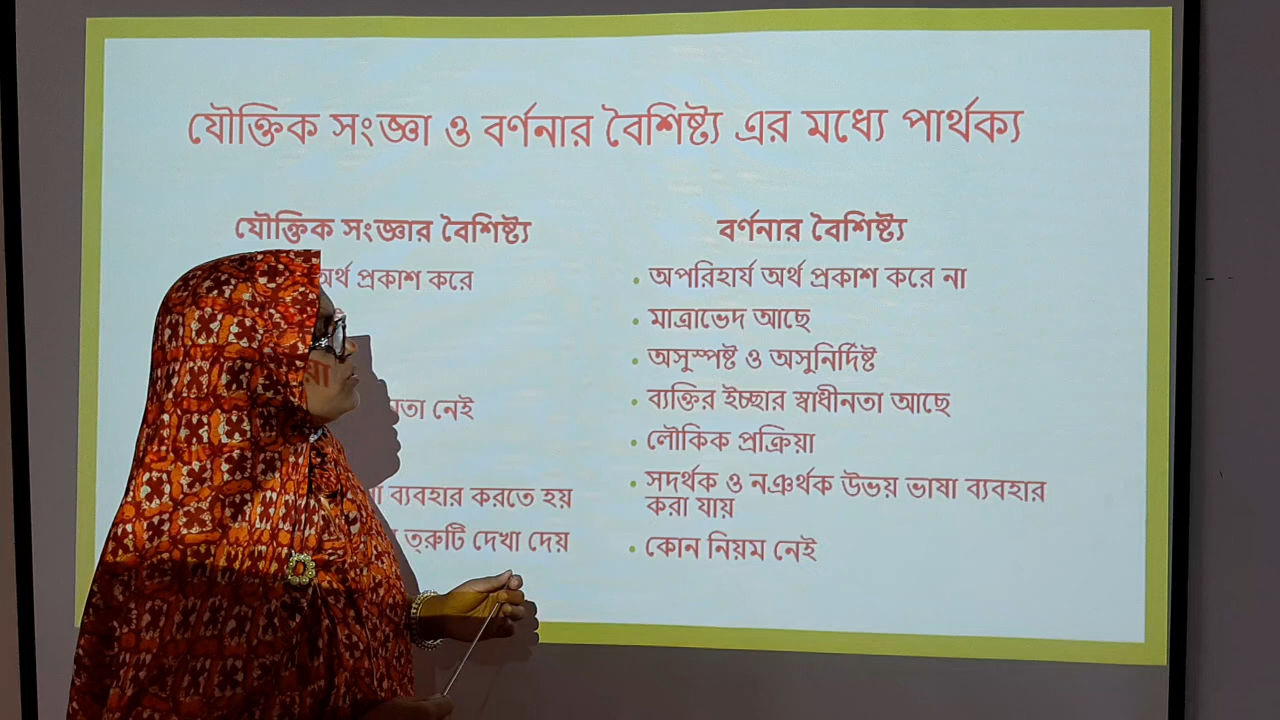 যৌক্তিক সংজ্ঞা ও বর্ণনার বৈশিষ্ট্য এর মধ্যে পার্থক্য
যৌক্তিক সংজ্ঞার বৈশিষ্ট্য
অর্থ প্রকাশ করে
নেই
ব্যবহার করতে হয়
ত্রুটি দেখা দেয়
বর্ণনার বৈশিষ্ট্য
• অপরিহার্য অর্থ প্রকাশ করে না
• মাত্রাভেদ আছে
• অসুস্পষ্ট ও অসুনির্দিষ্ট
• ব্যক্তির ইচ্ছার স্বাধীনতা আছে
• লৌকিক প্রক্রিয়া
• সদর্থক ও নঞর্থক উভয় ভাষা ব্যবহার
করা যায়
• কোন নিয়ম নেই